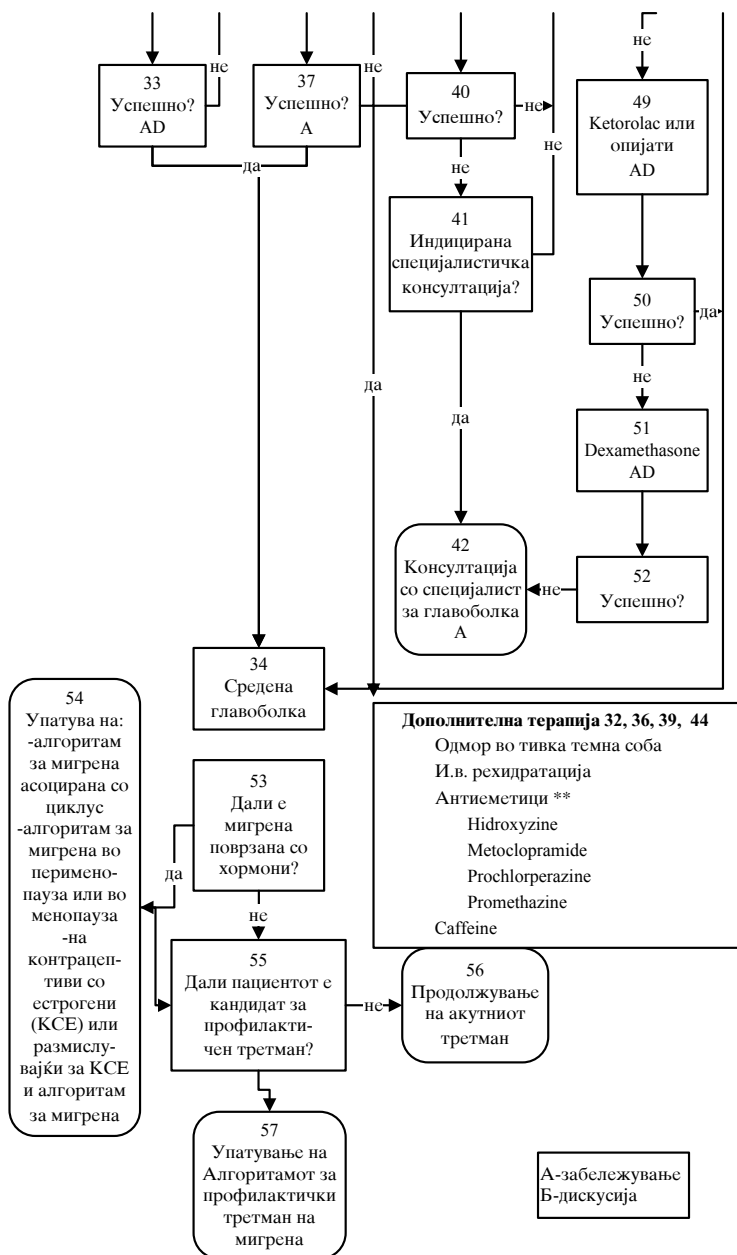 не
33
Успешно?
AD
37
Успешно?
А
не
40
Успешно?
не
не
не
49
Ketorolac или
опијати
AD
да
не
41
Индицирана
специјалистичка
консултација?
50
Успешно?
да
не
да
да
51
Dexamethasone
AD
42
Консултација
со специјалист
за главоболка
А
не
52
Успешно?
34
Средена
главоболка
54
Упатува на:
-алгоритам
за мигрена
асоцирана со
циклус
-алгоритам за
мигрена во
перимено-
пауза или во
менопауза
-на
контрацеп-
тиви со
естрогени
(КСЕ) или
размислу-
вајќи за КСЕ
и алгоритам
за мигрена
53
Дали е
мигрена
поврзана со
хормони?
да
не
Дополнителна терапија 32, 36, 39, 44
Одмор во тивка темна соба
И.в. рехидратација
Антиеметици **
Hidroxyzine
Metoclopramide
Prochlorperazine
Promethazine
Caffeine
55
Дали пациентот е
кандидат за
профилакти-
чен третман?
не
56
Продолжување
на акутниот
третман
57
Упатување на
Алгоритамот за
профилактички
третман на
мигрена
А-забележување
Б-дискусија